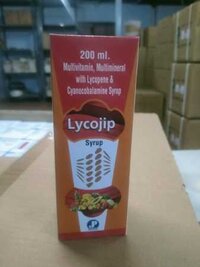 200 ml.
Multivitamin, Multimineral
with Lycopene &
Cyanocobalamine Syrup
Lycojip
Syrup